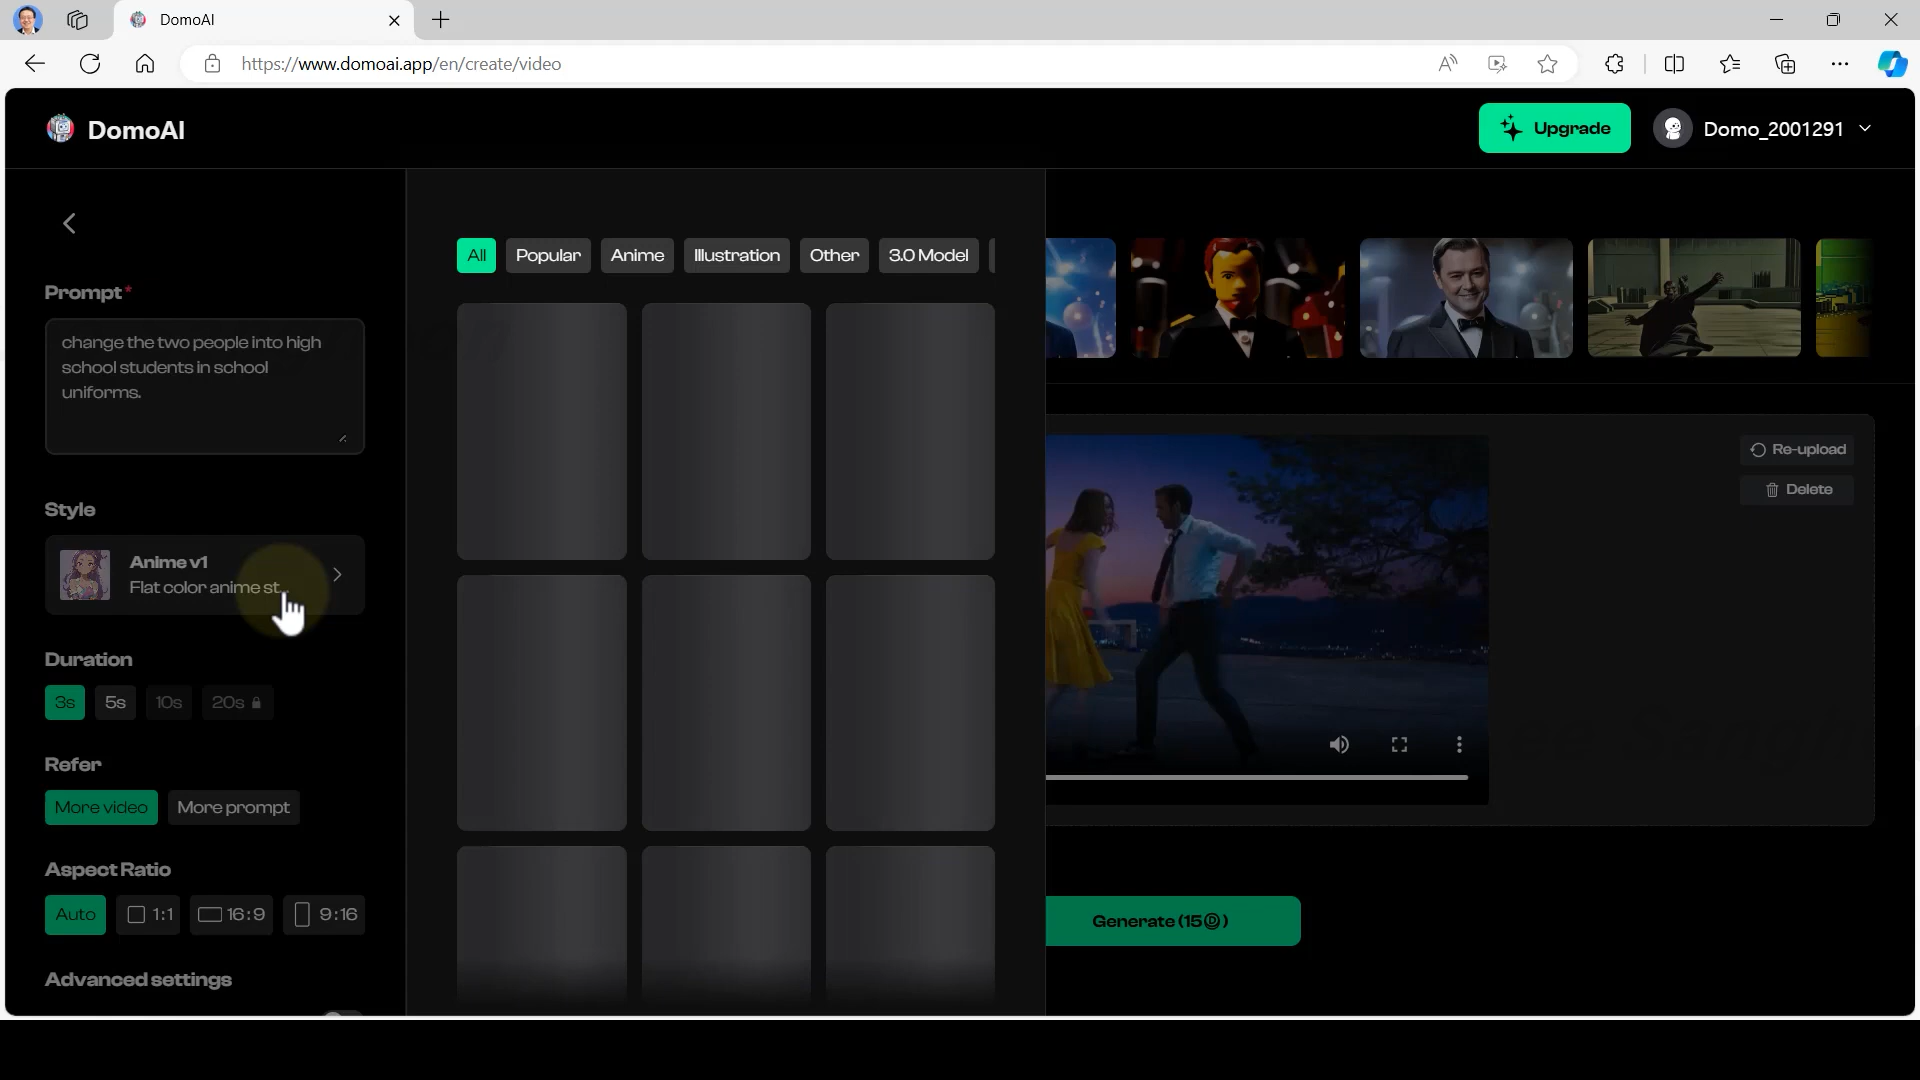 DomoAI
https://www.domoai.app/en/create/video
DomoAI
Upgrade
Domo_2001291
Prompt*
change the two people into high
school students in school
uniforms.
Style
Anime v1
Flat color anime st...
Duration
3s 5s 10s 20s
Refer
More video More prompt
Aspect Ratio
Auto 1:1 16:9 9:16
Advanced settings
All Popular Anime Illustration Other 3.0 Model
Re-upload
Delete
Generate (15)